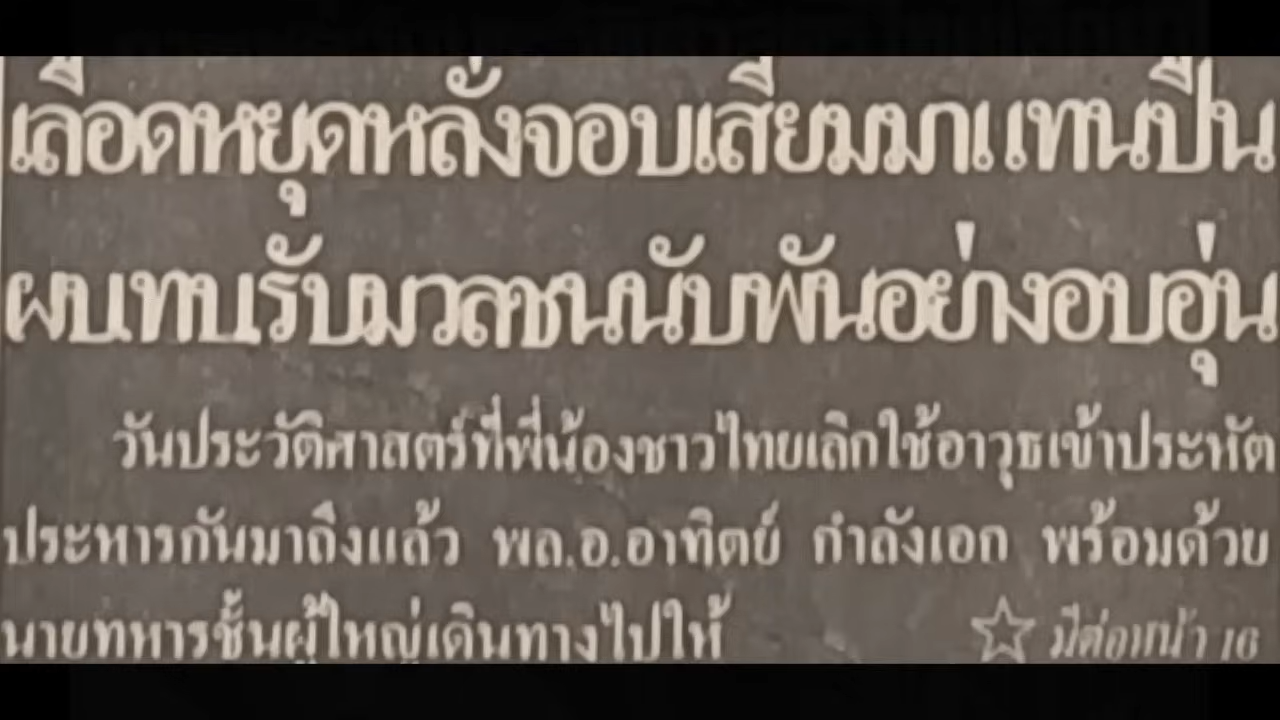 เลือดหยุดหลั่งจอบเสียมมาแทนปืน
ผบ.ทบ.รับมวลชนนับพันอย่างอบอุ่น
วันประวัติศาสตร์ที่พี่น้องชาวไทยเลิกใช้อาวุธเข้าประหัต
ประหารกันมาถึงแล้ว พล.อ.อาทิตย์ กำลังเอก พร้อมด้วย
นายทหารชั้นผู้ใหญ่เดินทางไปให้
☆ มีต่อหน้า 16